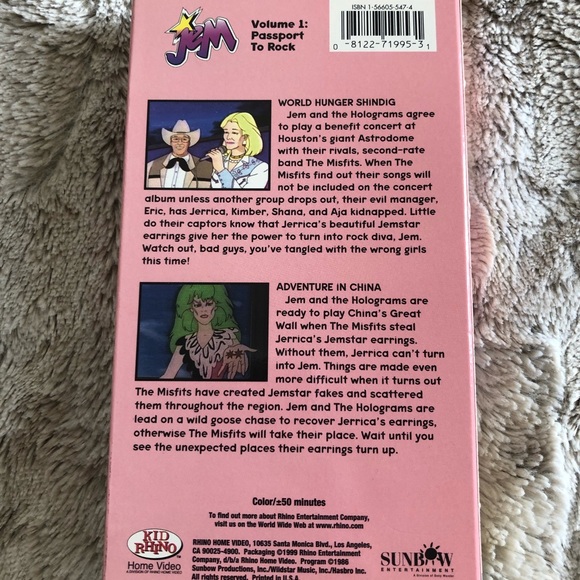 ISBN 1-56605-547-4
0 -8122-71995-3 1
JEM
Volume 1:
Passport
To Rock
WORLD HUNGER SHINDIG
Jem and the Holograms agree
to play a benefit concert at
Houston's giant Astrodome
with their rivals, second-rate
band The Misfits. When The
Misfits find out their songs will
not be included on the concert
album unless another group drops out, their evil manager,
Eric, has Jerrica, Kimber, Shana, and Aja kidnapped. Little
do their captors know that Jerrica's beautiful Jemstar
earrings give her the power to turn into rock diva, Jem.
Watch out, bad guys, you've tangled with the wrong girls
this time!
ADVENTURE IN CHINA
Jem and the Holograms are
ready to play China's Great
Wall when The Misfits steal
Jerrica's Jemstar earrings.
Without them, Jerrica can't turn
into Jem. Things are made even
more difficult when it turns out
The Misfits have created Jemstar fakes and scattered
them throughout the region. Jem and The Holograms are
lead on a wild goose chase to recover Jerrica's earrings,
otherwise The Misfits will take their place. Wait until you
see the unexpected places their earrings turn up.
Color/±50 minutes
To find out more about Rhino Entertainment Company,
visit us on the World Wide Web at www.rhino.com.
KID
RHINO
Home Video
A DIVISION OF RHINO HOME VIDEO
RHINO HOME VIDEO, 10635 Santa Monica Blvd., Los Angeles,
CA 90025-4900. Packaging ©1999 Rhino Entertainment
Company, d/b/a Rhino Home Video. Program ©1986
Sunbow Productions, Inc./Wildstar Music, Inc./Hasbro Inc.
All rights reserved. Printed in U.S.A.
SUNBOW
ENTERTAINMENT
A Division of Sony Wonder